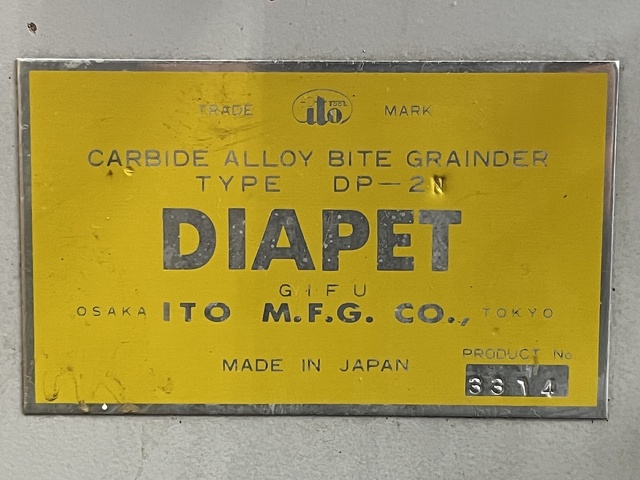 TRADE ito MARK
CARBIDE ALLOY BITE GRAINDER
TYPE DP-2N
DIAPET
GIFU
OSAKA ITO M.F.G. CO., TOKYO
MADE IN JAPAN
PRODUCT No
3314